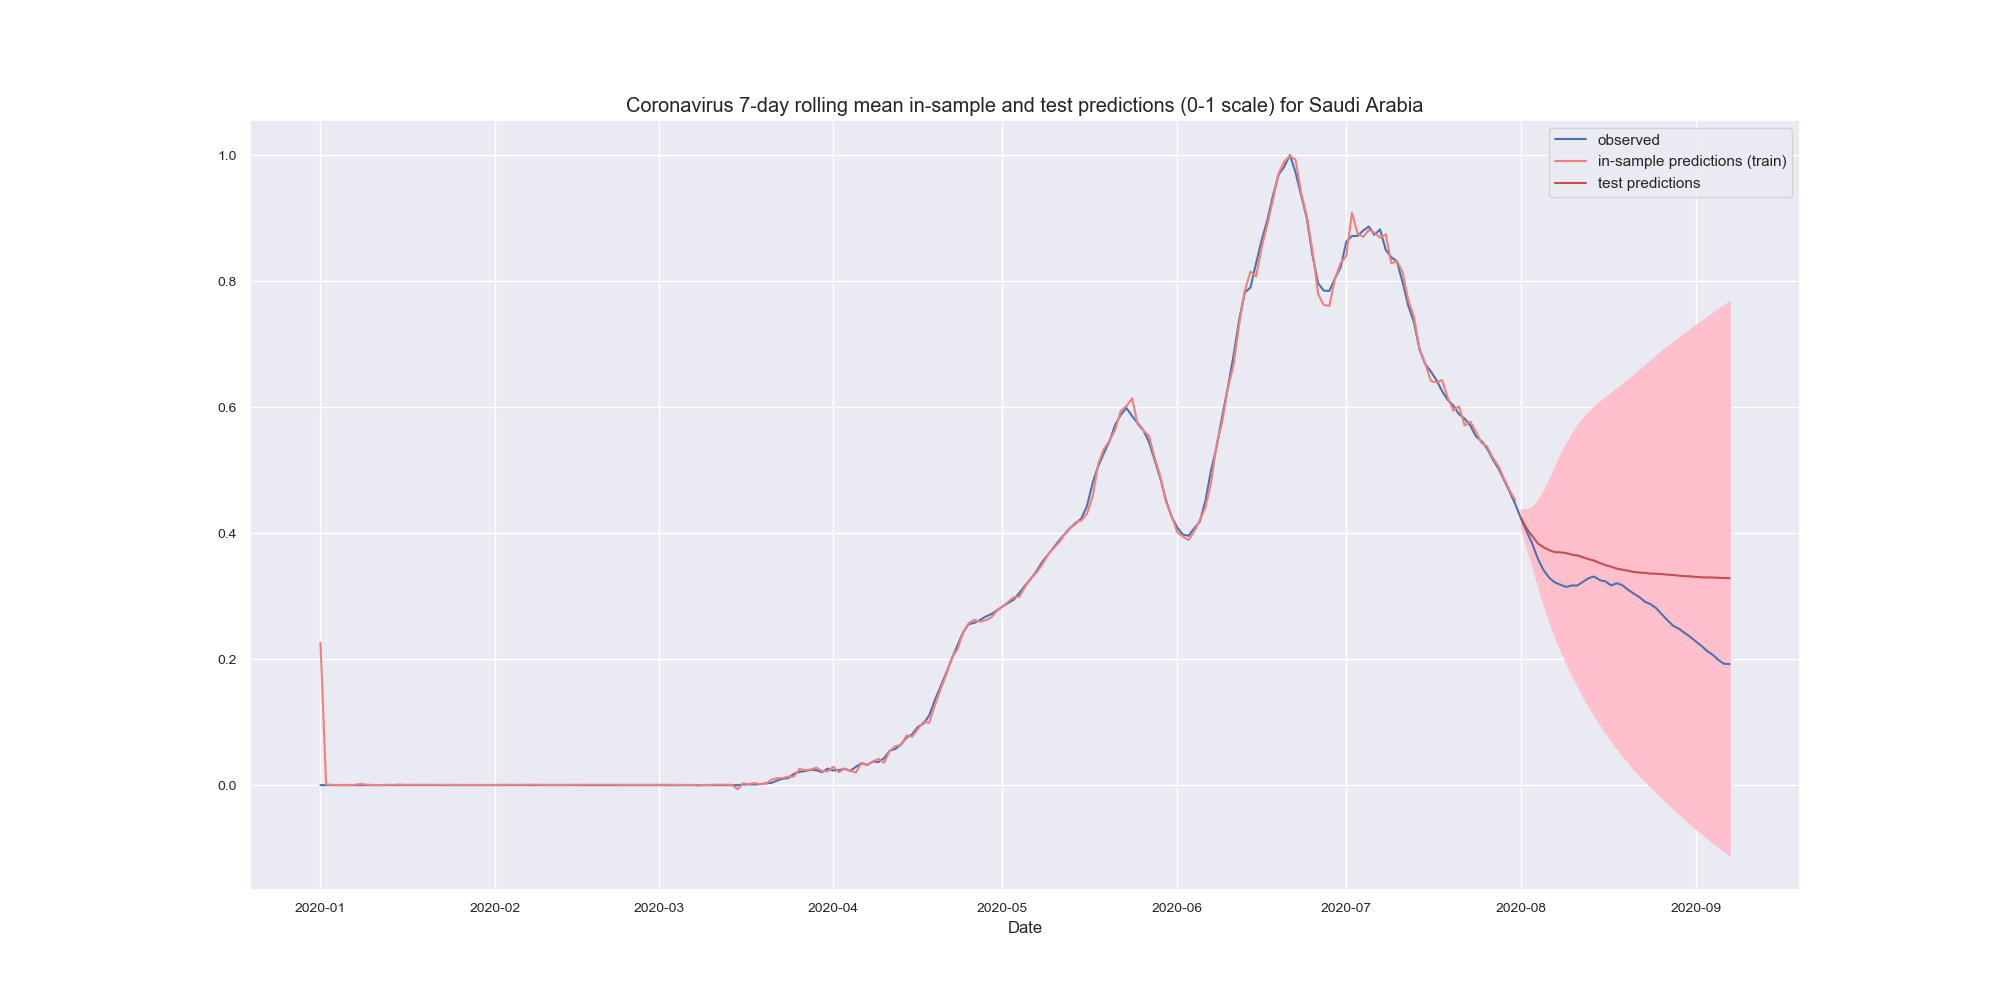 Coronavirus 7-day rolling mean in-sample and test predictions (0-1 scale) for Saudi Arabia
observed
in-sample predictions (train)
test predictions
1.0
0.8
0.6
0.4
0.2
0.0
2020-01 2020-02 2020-03 2020-04 2020-05 2020-06 2020-07 2020-08 2020-09
Date